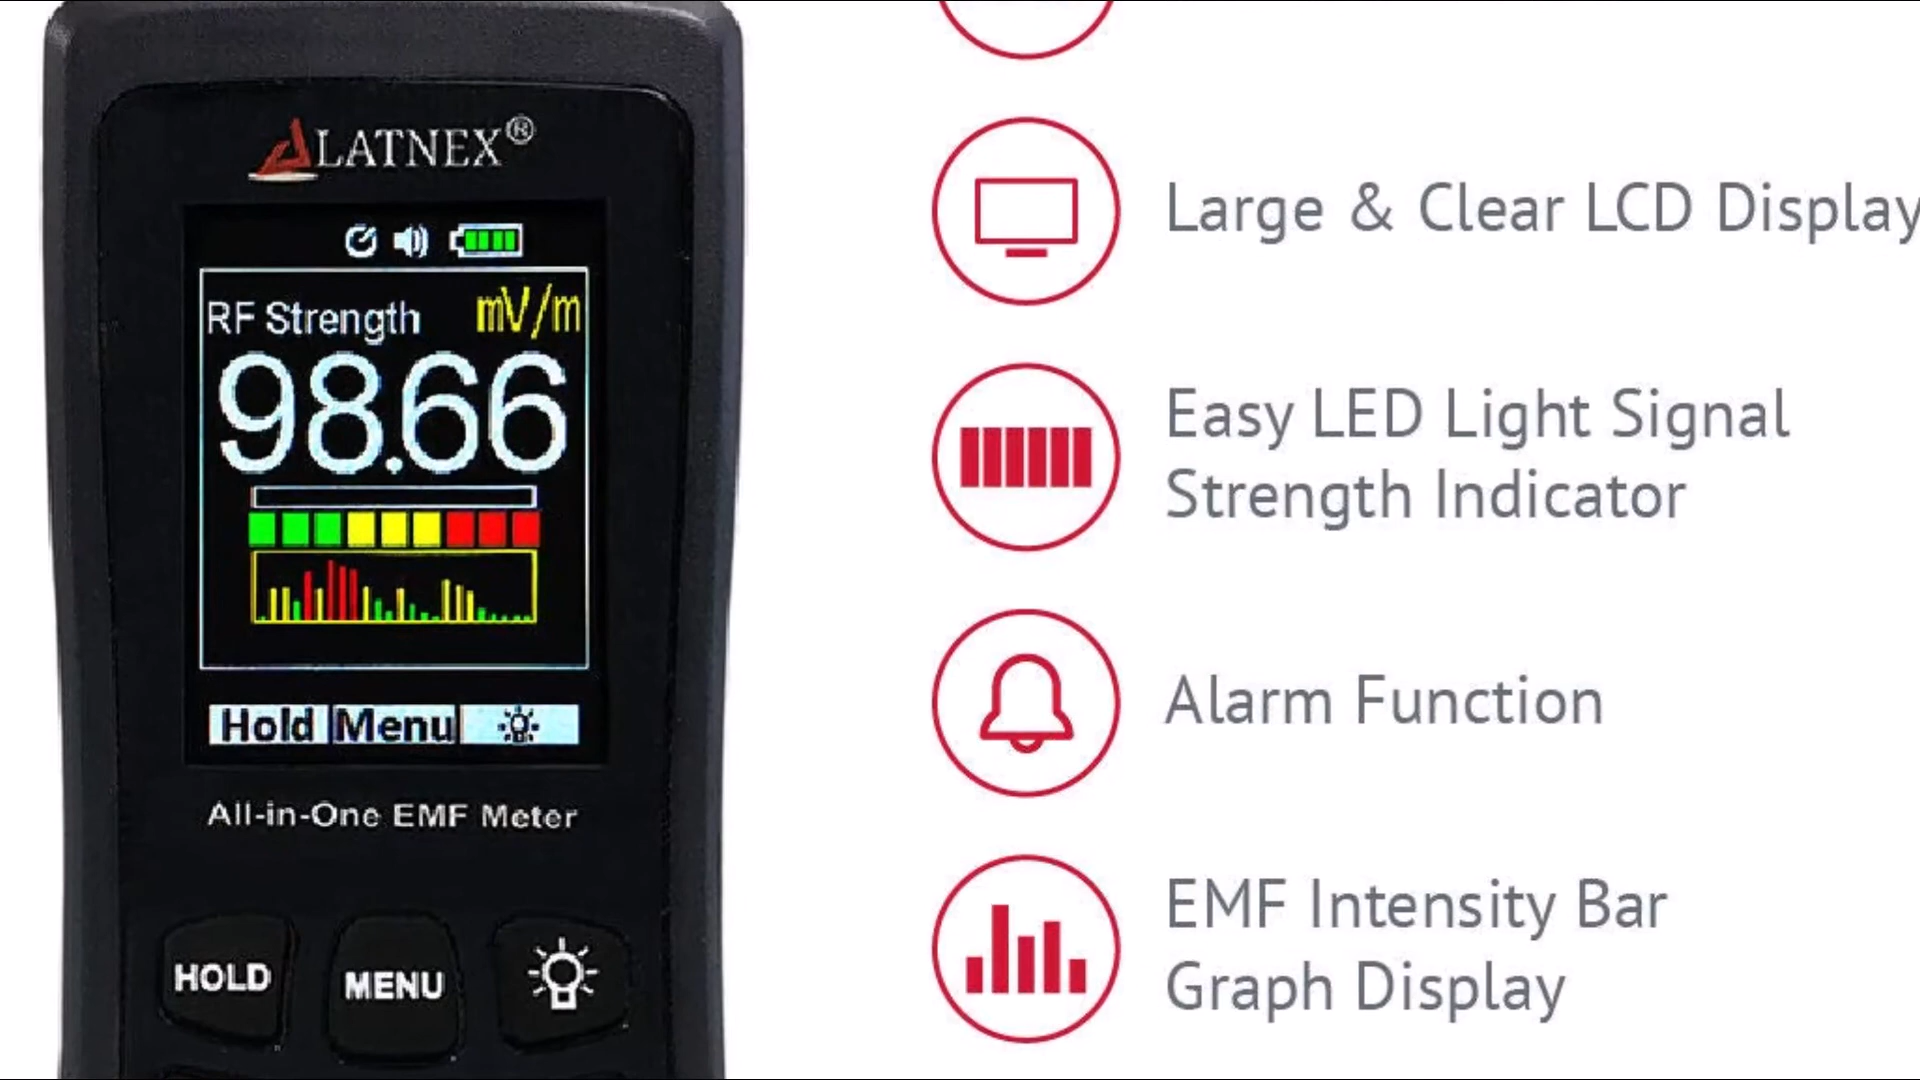 LATNEX®
RF Strength mV/m
98.66
Hold Menu
All-in-One EMF Meter
HOLD MENU
Large & Clear LCD Display
Easy LED Light Signal
Strength Indicator
Alarm Function
EMF Intensity Bar
Graph Display